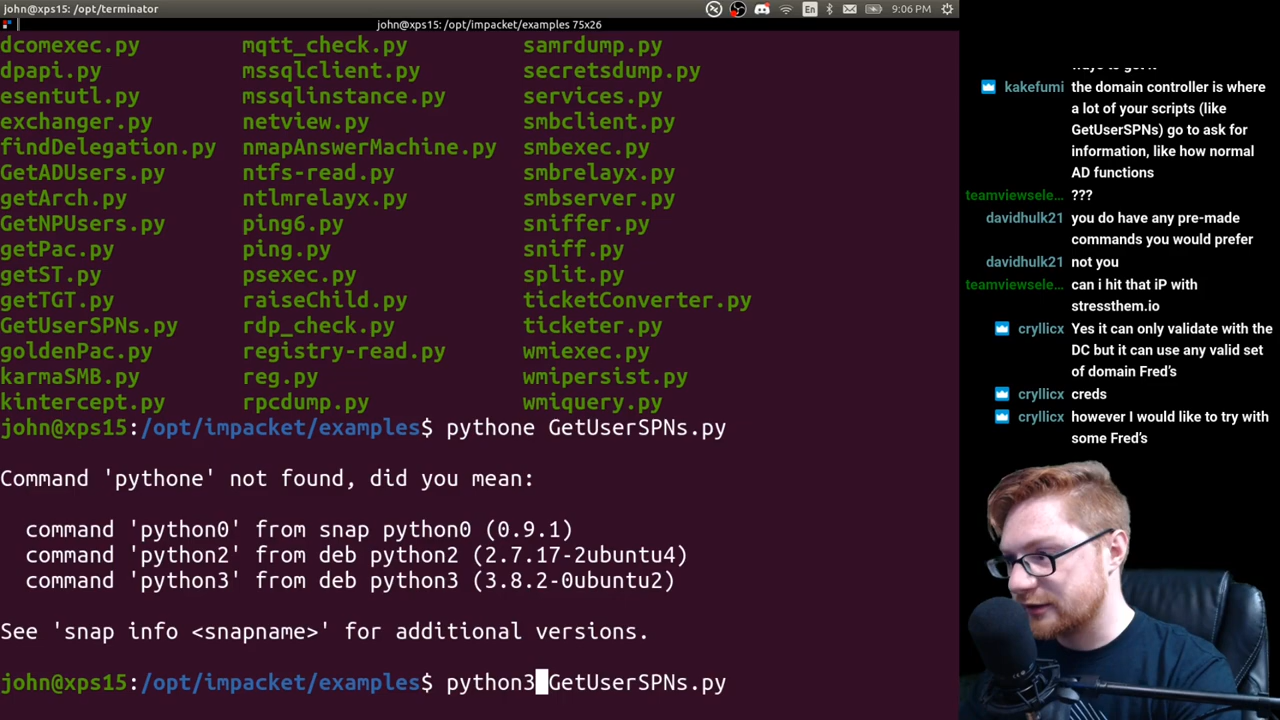 john@xps15: /opt/terminator
En
9:06 PM
john@xps15: /opt/impacket/examples 75x26
dcomexec.py mqtt_check.py samrdump.py
dpapi.py mssqlclient.py secretsdump.py
esentutl.py mssqlinstance.py services.py
exchanger.py netview.py smbclient.py
findDelegation.py nmapAnswerMachine.py smbexec.py
GetADUsers.py ntfs-read.py smbrelayx.py
getArch.py ntlmrelayx.py smbserver.py
GetNPUsers.py ping6.py sniffer.py
getPac.py ping.py sniff.py
getST.py psexec.py split.py
getTGT.py raiseChild.py ticketConverter.py
GetUserSPNs.py rdp_check.py ticketer.py
goldenPac.py registry-read.py wmiexec.py
karmaSMB.py reg.py wmipersist.py
kintercept.py rpcdump.py wmiquery.py
john@xps15:/opt/impacket/examples$ pythone GetUserSPNs.py
Command 'pythone' not found, did you mean:
command 'python0' from snap python0 (0.9.1)
command 'python2' from deb python2 (2.7.17-2ubuntu4)
command 'python3' from deb python3 (3.8.2-0ubuntu2)
See 'snap info <snapname>' for additional versions.
john@xps15:/opt/impacket/examples$ python3 GetUserSPNs.py
kakefumi the domain controller is where
a lot of your scripts (like
GetUserSPNs) go to ask for
information, like how normal
AD functions
teamviewsele... ???
davidhulk21 you do have any pre-made
commands you would prefer
davidhulk21 not you
teamviewsele... can i hit that iP with
stressthem.io
cryllicx Yes it can only validate with the
DC but it can use any valid set
of domain Fred's
cryllicx creds
cryllicx however I would like to try with
some Fred's